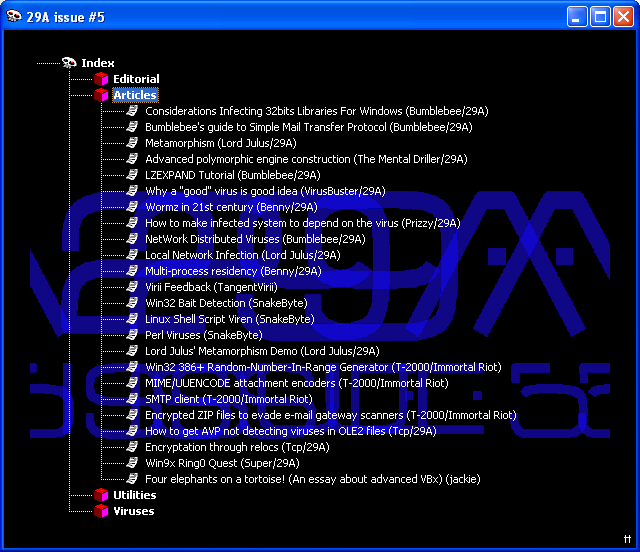 29A issue #5
Index
Editorial
Articles
Considerations Infecting 32bits Libraries For Windows (Bumblebee/29A)
Bumblebee's guide to Simple Mail Transfer Protocol (Bumblebee/29A)
Metamorphism (Lord Julus/29A)
Advanced polymorphic engine construction (The Mental Driller/29A)
LZEXPAND Tutorial (Bumblebee/29A)
Why a "good" virus is good idea (VirusBuster/29A)
Wormz in 21st century (Benny/29A)
How to make infected system to depend on the virus (Prizzy/29A)
NetWork Distributed Viruses (Bumblebee/29A)
Local Network Infection (Lord Julus/29A)
Multi-process residency (Benny/29A)
Virii Feedback (TangentVirii)
Win32 Bait Detection (SnakeByte)
Linux Shell Script Viren (SnakeByte)
Perl Viruses (SnakeByte)
Lord Julus' Metamorphism Demo (Lord Julus/29A)
Win32 386+ Random-Number-In-Range Generator (T-2000/Immortal Riot)
MIME/UUENCODE attachment encoders (T-2000/Immortal Riot)
SMTP client (T-2000/Immortal Riot)
Encrypted ZIP files to evade e-mail gateway scanners (T-2000/Immortal Riot)
How to get AVP not detecting viruses in OLE2 files (Tcp/29A)
Encryptation through relocs (Tcp/29A)
Win9x Ring0 Quest (Super/29A)
Four elephants on a tortoise! (An essay about advanced VBx) (jackie)
Utilities
Viruses